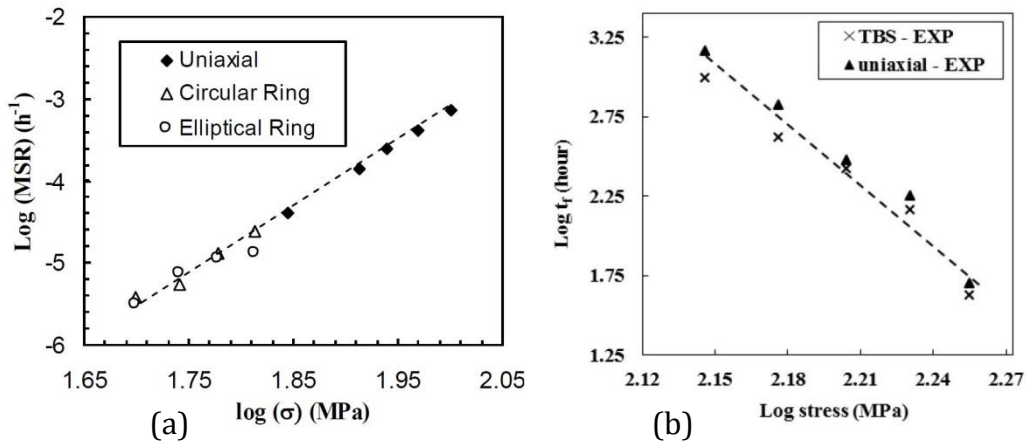 -2
-3
-4
-5
-6
Log (MSR) (h-1)
Uniaxial
Circular Ring
Elliptical Ring
1.65 1.75 1.85 1.95 2.05
log (σ) (MPa)
(a)
3.25
2.75
2.25
1.75
1.25
Log tf (hour)
TBS - EXP
uniaxial - EXP
2.12 2.15 2.18 2.21 2.24 2.27
Log stress (MPa)
(b)